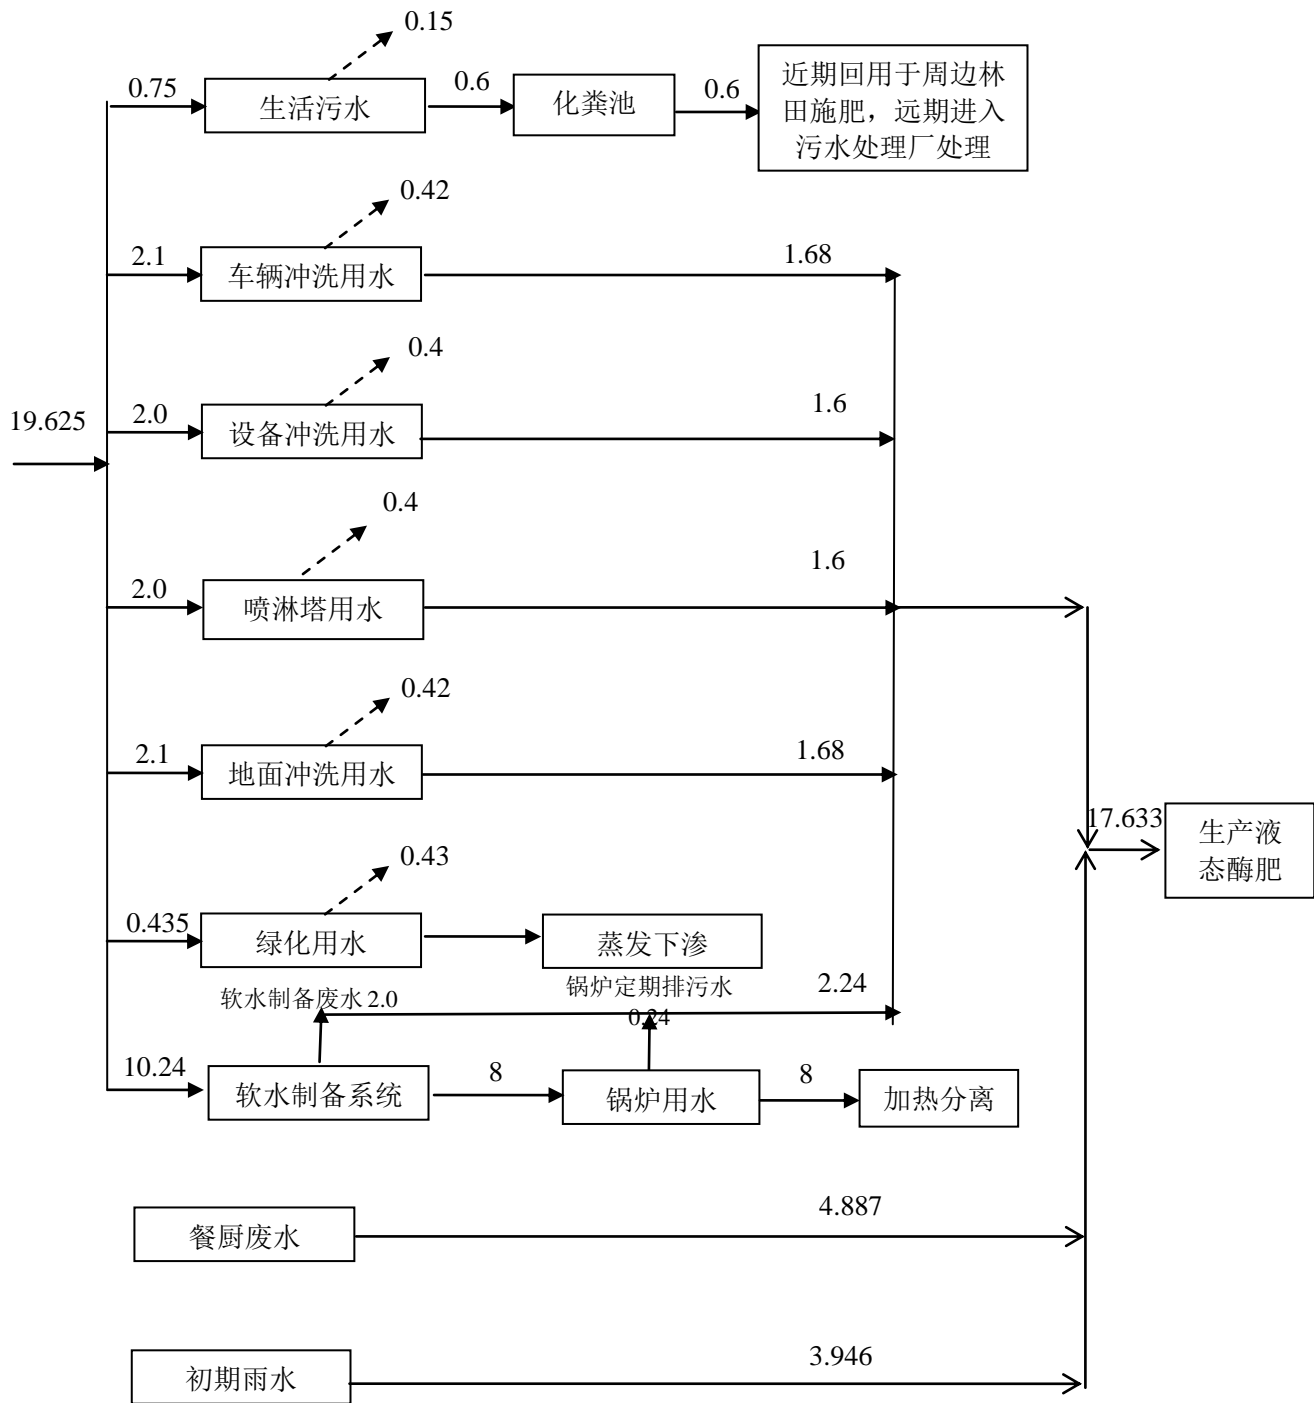 0.15
0.75
生活污水
0.6
化粪池
0.6
近期回用于周边林
田施肥，远期进入
污水处理厂处理
0.42
2.1
车辆冲洗用水
1.68
0.4
19.625
2.0
设备冲洗用水
1.6
0.4
2.0
喷淋塔用水
1.6
0.42
2.1
地面冲洗用水
1.68
17.633
生产液
态酶肥
0.43
0.435
绿化用水
蒸发下渗
软水制备废水 2.0
锅炉定期排污水
0.24
2.24
10.24
软水制备系统
8
锅炉用水
8
加热分离
餐厨废水
4.887
初期雨水
3.946